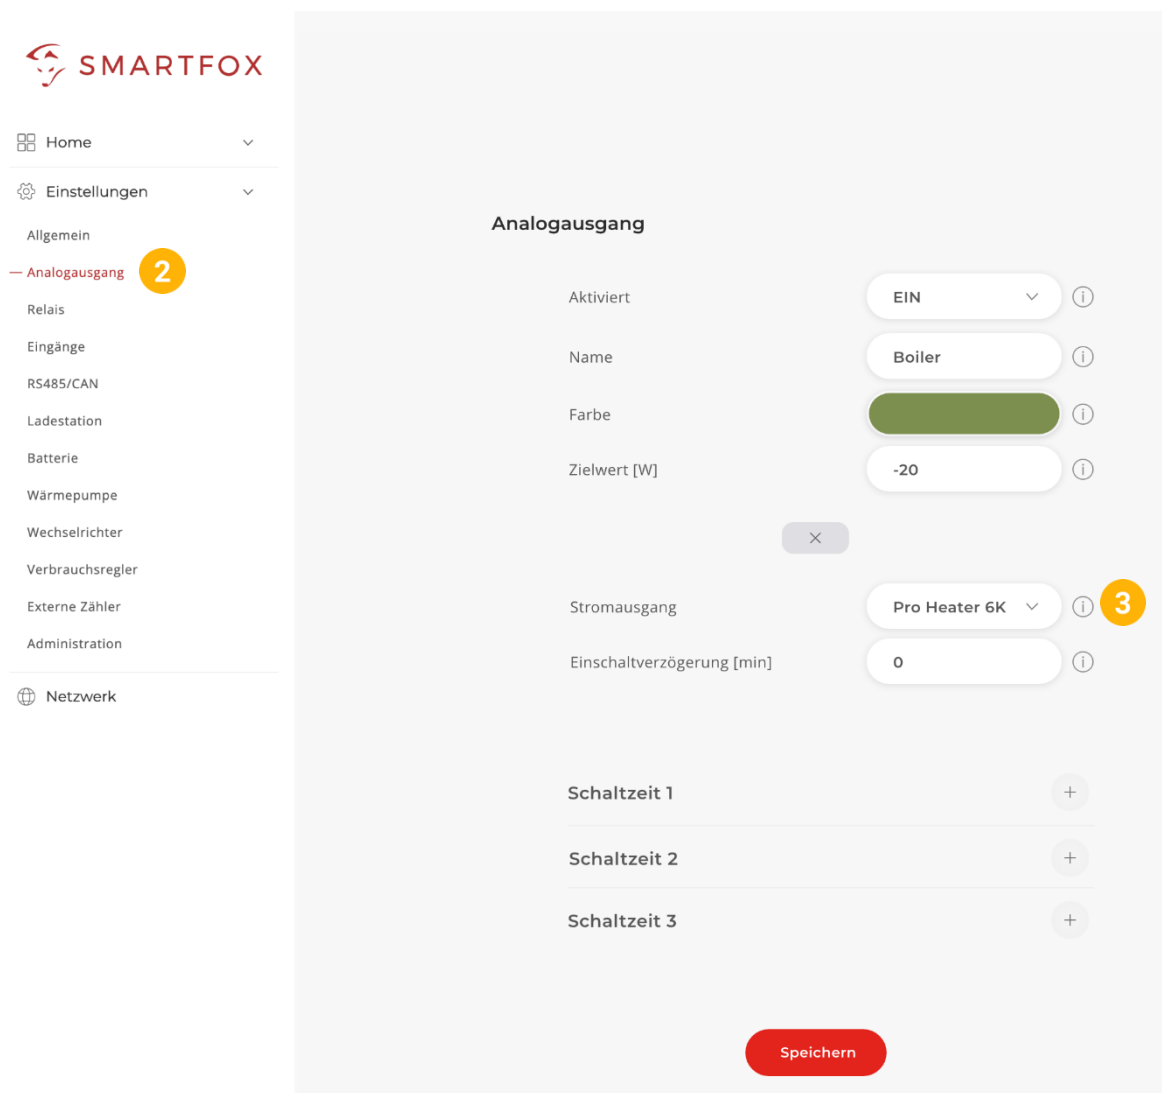 SMARTFOX
Home
Einstellungen
Allgemein
Analogausgang 2
Relais
Eingänge
RS485/CAN
Ladestation
Batterie
Wärmepumpe
Wechselrichter
Verbrauchsregler
Externe Zähler
Administration
Netzwerk
Analogausgang
Aktiviert EIN
Name Boiler
Farbe
Zielwert [W] -20
Stromausgang Pro Heater 6K 3
Einschaltverzögerung [min] 0
Schaltzeit 1
Schaltzeit 2
Schaltzeit 3
Speichern